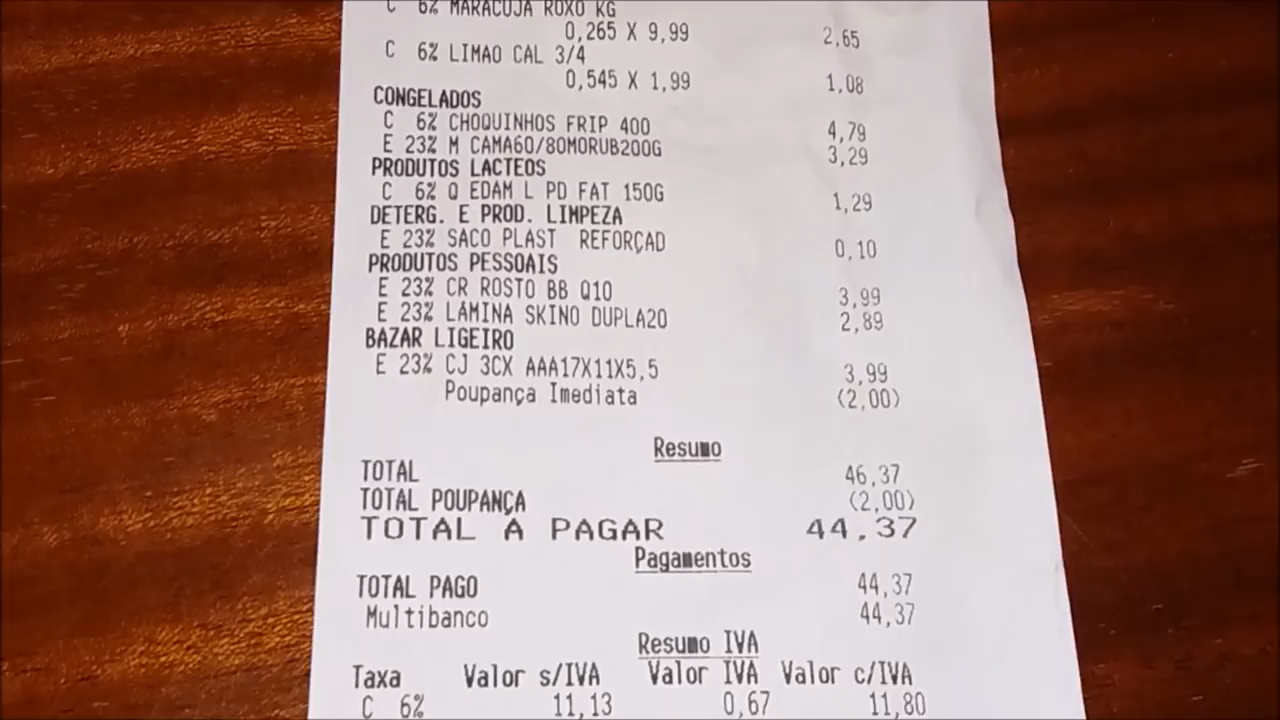 C 6% MARACUJA ROXO KG
0,265 X 9,99 2,65
C 6% LIMAO CAL 3/4
0,545 X 1,99 1,08
CONGELADOS
C 6% CHOQUINHOS FRIP 400 4,79
E 23% M CAMA60/80MORUB200G 3,29
PRODUTOS LACTEOS
C 6% Q EDAM L PD FAT 150G 1,29
DETERG. E PROD. LIMPEZA
E 23% SACO PLAST REFORÇAD 0,10
PRODUTOS PESSOAIS
E 23% CR ROSTO BB Q10 3,99
E 23% LAMINA SKINO DUPLA20 2,89
BAZAR LIGEIRO
E 23% CJ 3CX AAA17X11X5,5 3,99
Poupança Imediata (2,00)
Resumo
TOTAL 46,37
TOTAL POUPANÇA (2,00)
TOTAL A PAGAR 44,37
Pagamentos
TOTAL PAGO 44,37
Multibanco 44,37
Resumo IVA
Taxa Valor s/IVA Valor IVA Valor c/IVA
C 6% 11,13 0,67 11,80